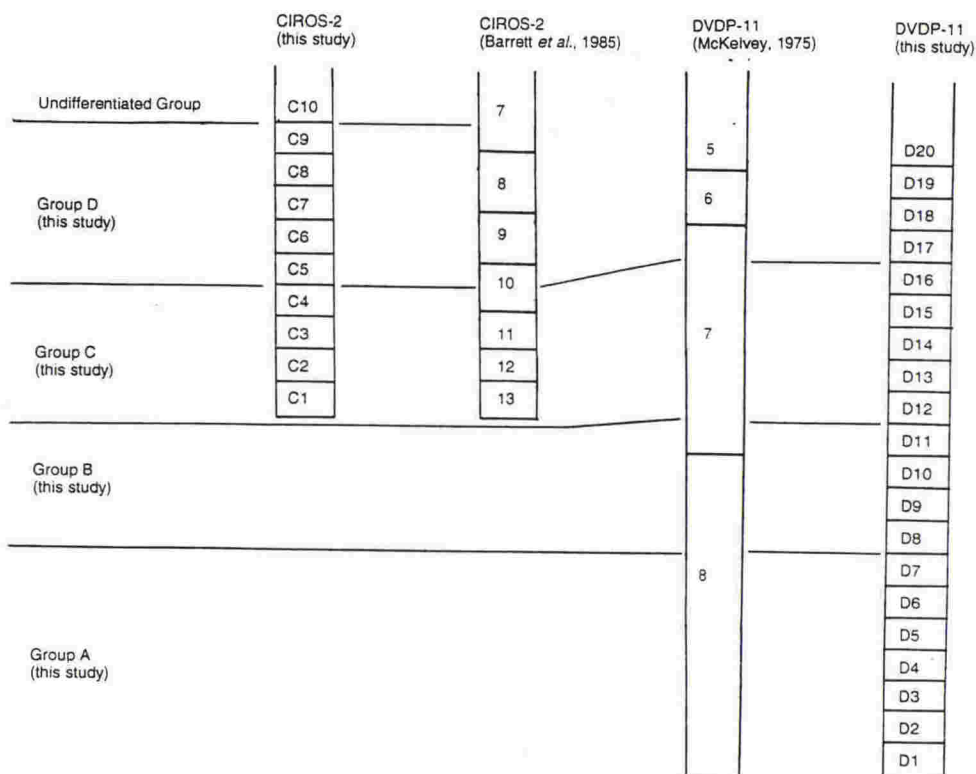 CIROS-2
(this study)
CIROS-2
(Barrett et al., 1985)
DVDP-11
(McKelvey, 1975)
DVDP-11
(this study)
Undifferentiated Group
Group D
(this study)
Group C
(this study)
Group B
(this study)
Group A
(this study)
C10
C9
C8
C7
C6
C5
C4
C3
C2
C1
7
8
9
10
11
12
13
5
6
7
8
D20
D19
D18
D17
D16
D15
D14
D13
D12
D11
D10
D9
D8
D7
D6
D5
D4
D3
D2
D1